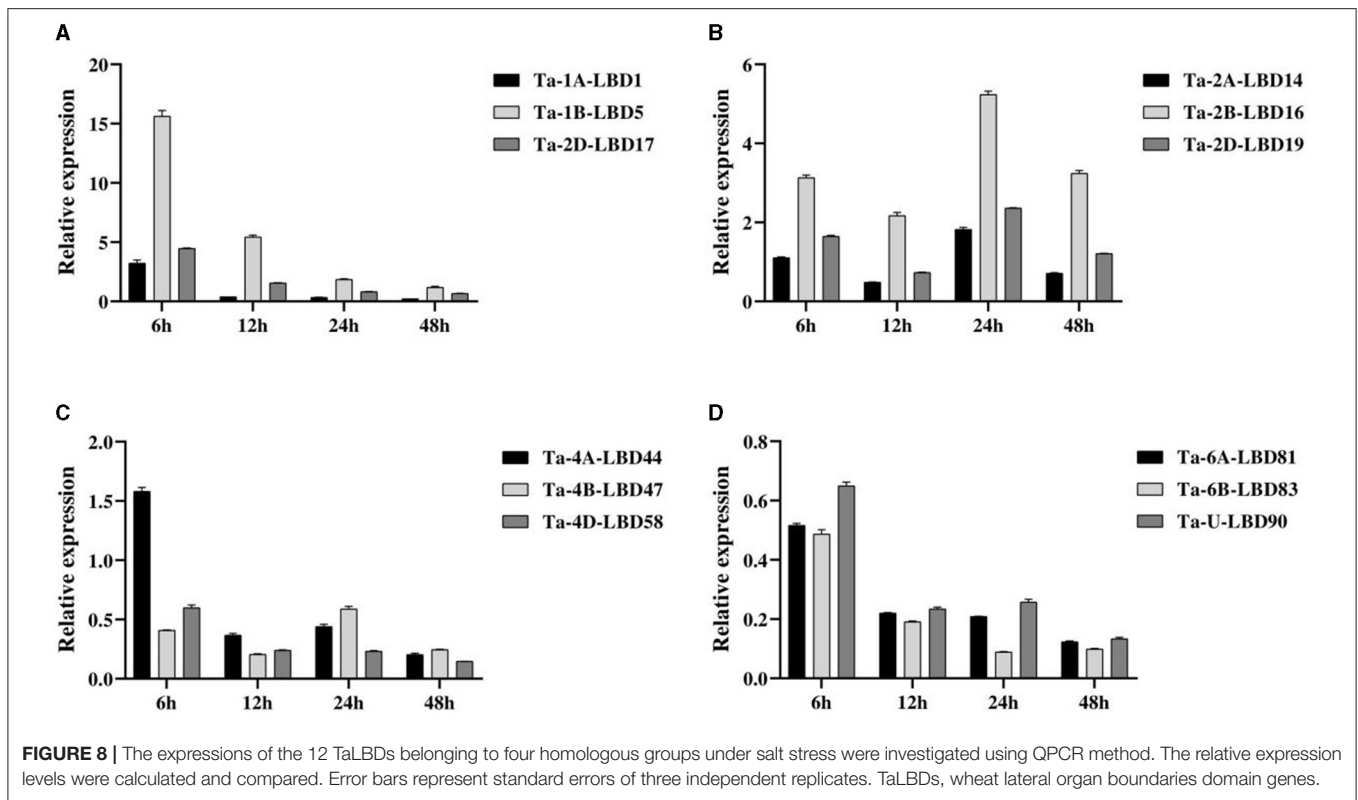 A
Relative expression
20
15
10
5
0
6h 12h 24h 48h
Ta-1A-LBD1
Ta-1B-LBD5
Ta-2D-LBD17
B
Relative expression
6
4
2
0
6h 12h 24h 48h
Ta-2A-LBD14
Ta-2B-LBD16
Ta-2D-LBD19
C
Relative expression
2.0
1.5
1.0
0.5
0.0
6h 12h 24h 48h
Ta-4A-LBD44
Ta-4B-LBD47
Ta-4D-LBD58
D
Relative expression
0.8
0.6
0.4
0.2
0.0
6h 12h 24h 48h
Ta-6A-LBD81
Ta-6B-LBD83
Ta-U-LBD90
FIGURE 8 | The expressions of the 12 TaLBDs belonging to four homologous groups under salt stress were investigated using QPCR method. The relative expression
levels were calculated and compared. Error bars represent standard errors of three independent replicates. TaLBDs, wheat lateral organ boundaries domain genes.